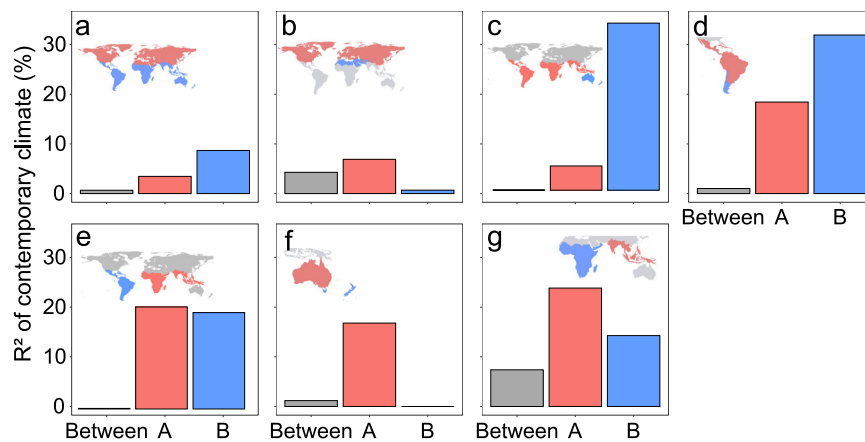 R² of contemporary climate (%)
a
30
20
10
0
b
c
d
Between A B
e
30
20
10
0
Between A B
f
Between A B
g
Between A B